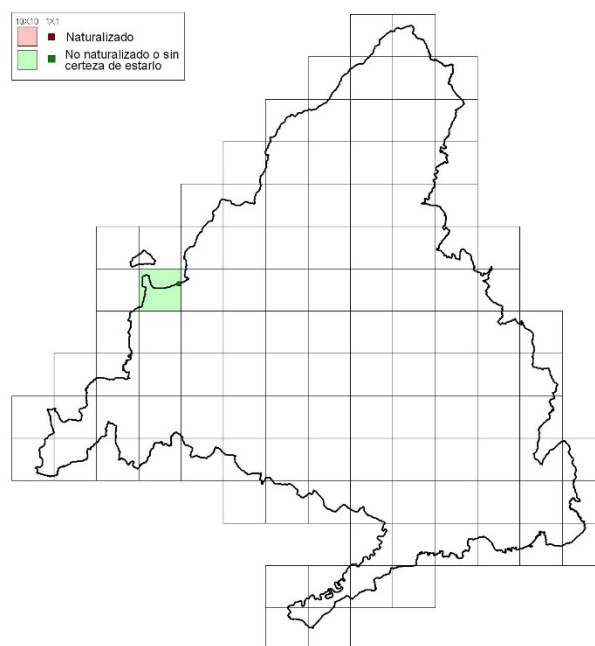 10X10 1X1
Naturalizado
No naturalizado o sin
certeza de estarlo